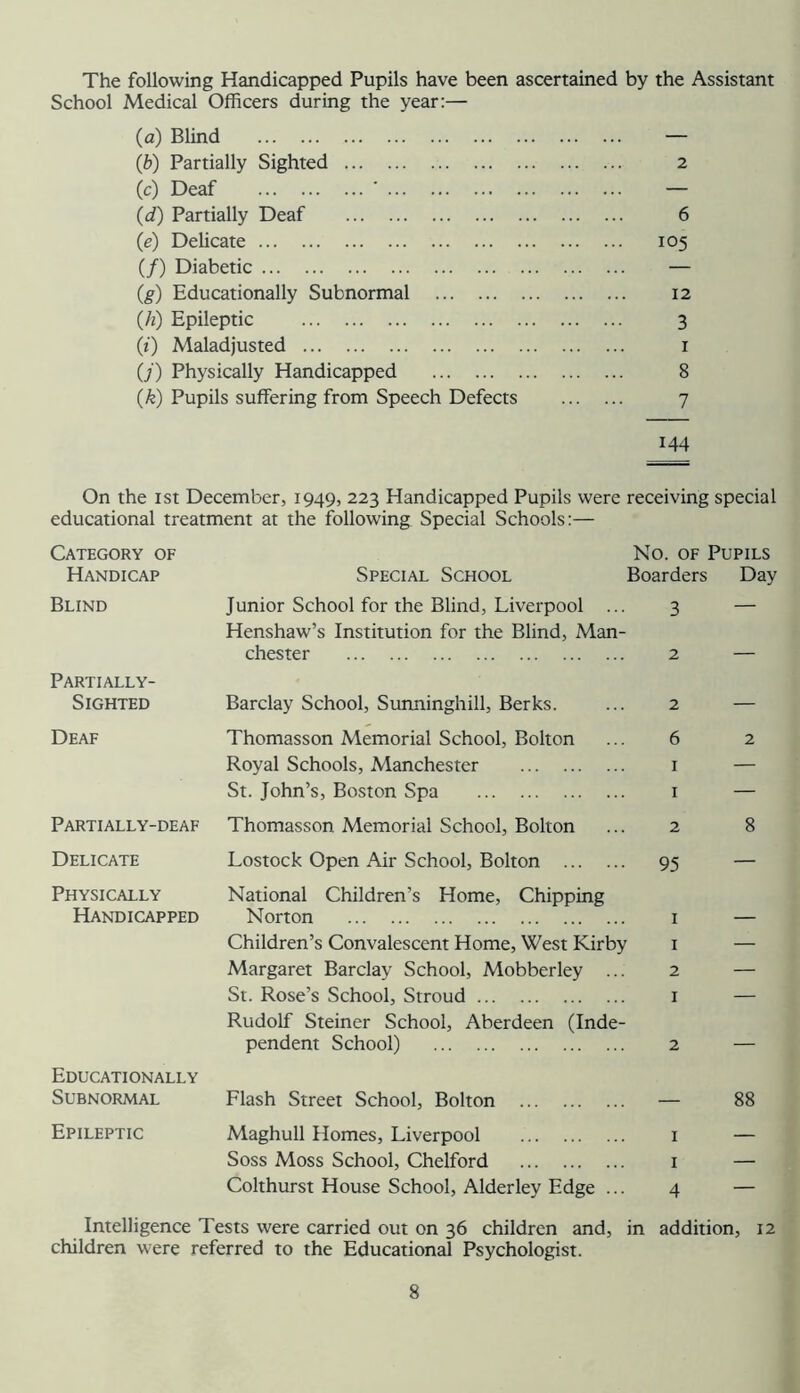 The following Handicapped Pupils have been ascertained by the Assistant
School Medical Officers during the year:—
(a) Blind ... ... ... ... ... ... ... ... ... —
(b) Partially Sighted ... ... ... ... ... ... ... ... 2
(c) Deaf ... ... ... ... ... ... ... ... ... —
(d) Partially Deaf ... ... ... ... ... ... ... 6
(e) Delicate ... ... ... ... ... ... ... ... ... 105
(f) Diabetic ... ... ... ... ... ... ... ... ... —
(g) Educationally Subnormal ... ... ... ... ... 12
(h) Epileptic ... ... ... ... ... ... ... ... 3
(i) Maladjusted ... ... ... ... ... ... ... ... 1
(j) Physically Handicapped ... ... ... ... ... 8
(k) Pupils suffering from Speech Defects ... ... 7
144
On the 1st December, 1949, 223 Handicapped Pupils were receiving special
educational treatment at the following Special Schools:—
CATEGORY OF No. OF PUPILS
HANDICAP SPECIAL SCHOOL Boarders Day
BLIND Junior School for the Blind, Liverpool ... 3 —
Henshaw's Institution for the Blind, Man-
chester ... ... ... ... ... ... ... 2 —
PARTIALLY-
SIGHTED Barclay School, Sunninghill, Berks. ... 2 —
DEAF Thomasson Memorial School, Bolton ... 6 2
Royal Schools, Manchester ... ... ... 1 —
St. John's, Boston Spa ... ... ... ... 1 —
PARTIALLY-DEAF Thomasson Memorial School, Bolton ... 2 8
DELICATE Lostock Open Air School, Bolton ... ... 95 —
PHYSICALLY National Children's Home, Chipping
HANDICAPPED Norton ... ... ... ... ... ... ... 1 —
Children's Convalescent Home, West Kirby 1 —
Margaret Barclay School, Mobberley ... 2 —
St. Rose's School, Stroud ... ... ... ... 1 —
Rudolf Steiner School, Aberdeen (Inde-
pendent School) ... ... ... ... ... 2 —
EDUCATIONALLY
SUBNORMAL Flash Street School, Bolton ... ... ... — 88
EPILEPTIC Maghull Homes, Liverpool ... ... ... 1 —
Soss Moss School, Chelford ... ... ... 1 —
Colthurst House School, Alderley Edge ... 4 —
Intelligence Tests were carried out on 36 children and, in addition, 12
children were referred to the Educational Psychologist.
8